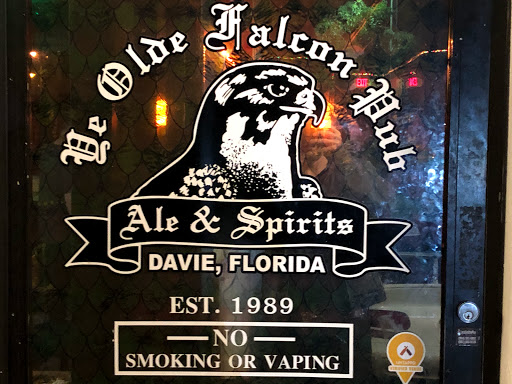 Ye Olde Falcon Pub
Ale & Spirits
DAVIE, FLORIDA
EST. 1989
NO
SMOKING OR VAPING